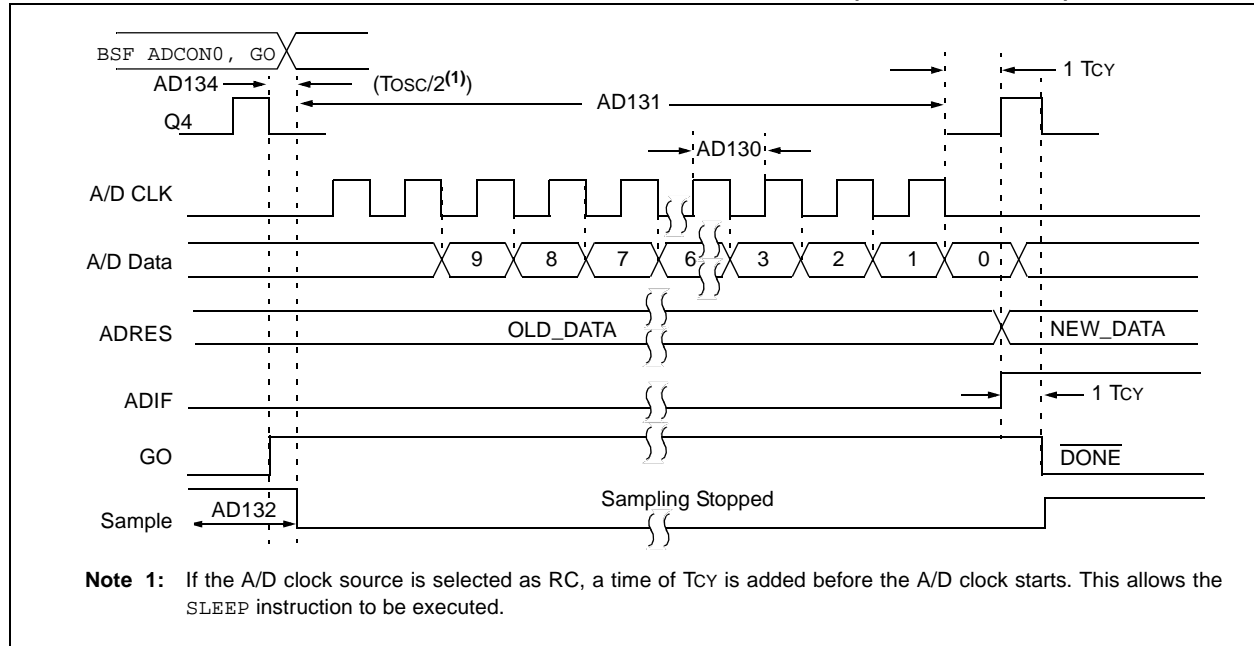 BSF ADCON0, GO
AD134 (TOSC/2(1)) 1 TCY
AD131
Q4
AD130
A/D CLK
A/D Data 9 8 7 6 3 2 1 0
ADRES OLD_DATA NEW_DATA
ADIF 1 TCY
GO DONE
Sample AD132 Sampling Stopped
Note 1: If the A/D clock source is selected as RC, a time of TCY is added before the A/D clock starts. This allows the
SLEEP instruction to be executed.